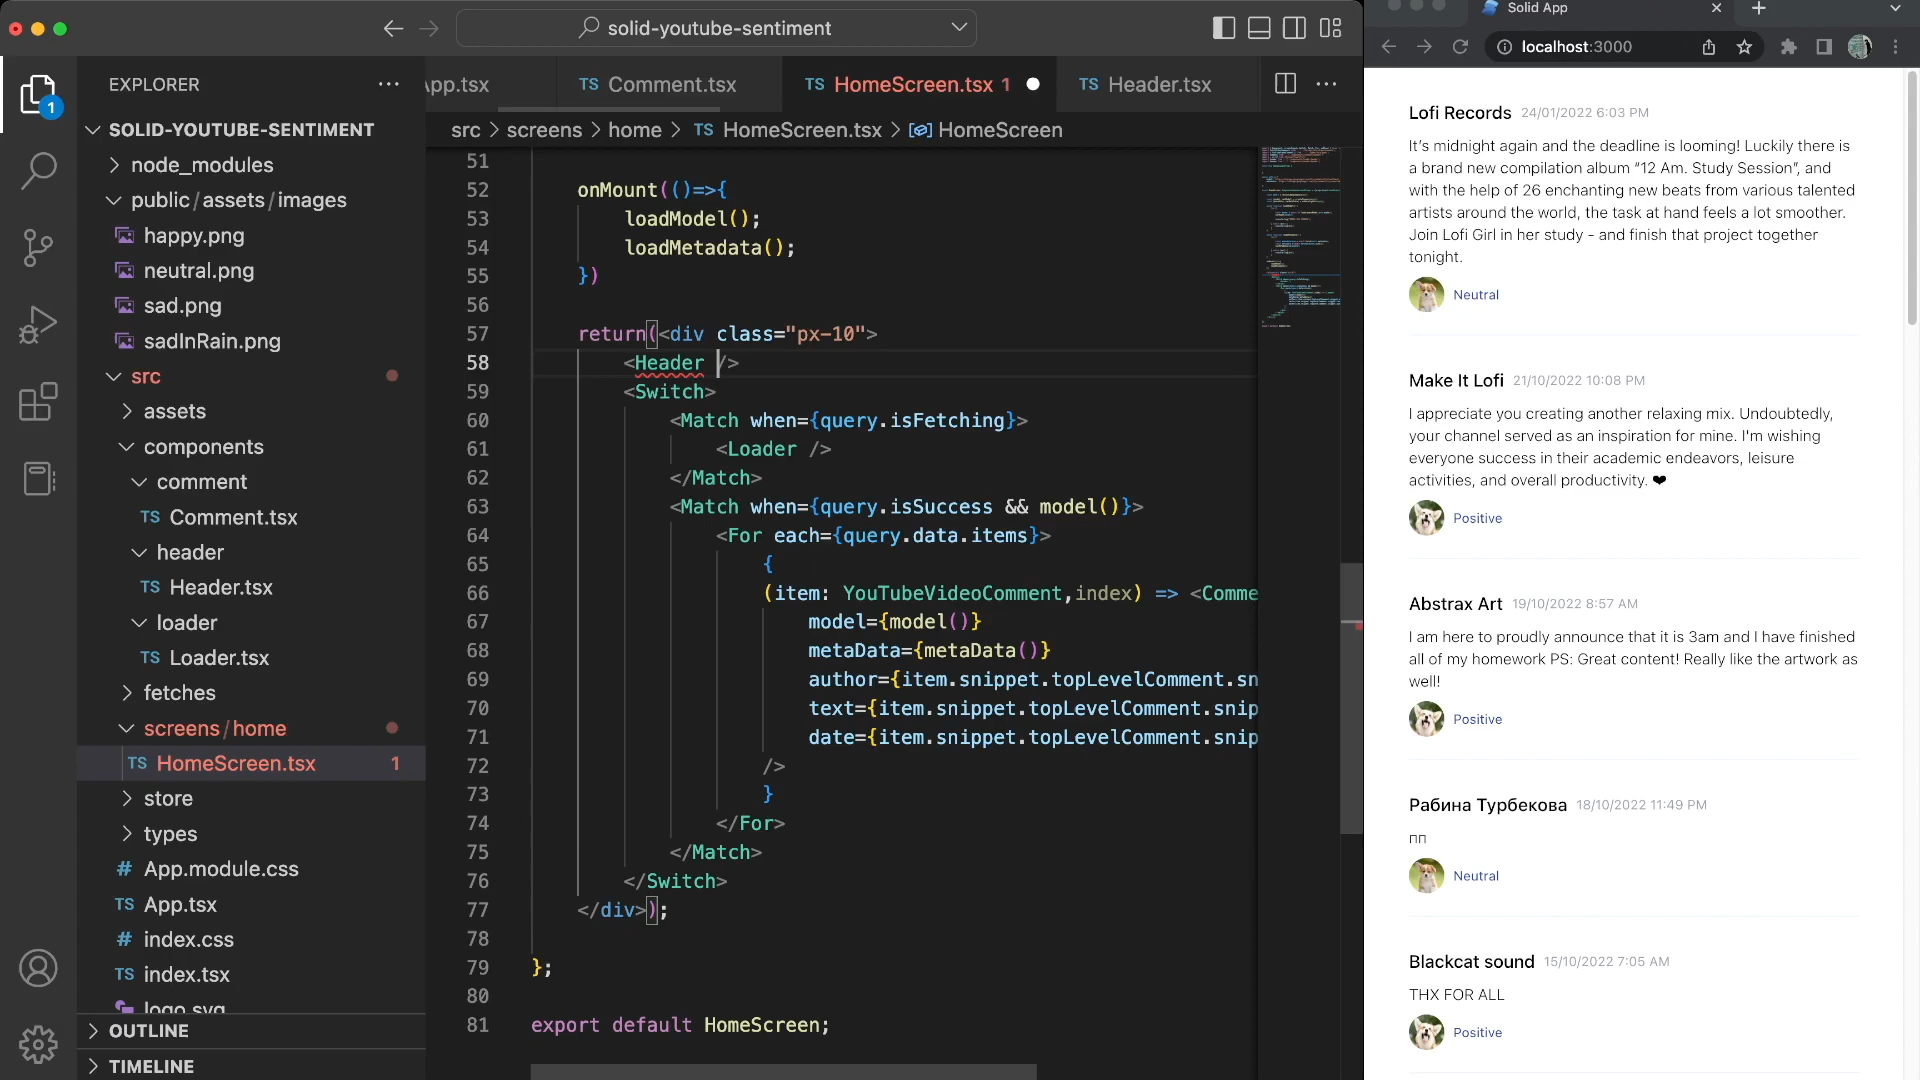 solid-youtube-sentiment
EXPLORER
SOLID-YOUTUBE-SENTIMENT
node_modules
public/assets/images
happy.png
neutral.png
sad.png
sadInRain.png
src
assets
components
comment
TS Comment.tsx
header
TS Header.tsx
loader
TS Loader.tsx
fetches
screens/home
TS HomeScreen.tsx 1
store
types
# App.module.css
TS App.tsx
# index.css
TS index.tsx
logo.svg
OUTLINE
TIMELINE
1
App.tsx
TS Comment.tsx
TS HomeScreen.tsx 1
TS Header.tsx
src > screens > home > TS HomeScreen.tsx > HomeScreen
51
52 onMount(()=>{
53 loadModel();
54 loadMetadata();
55 })
56
57 return(<div class="px-10">
58 <Header />
59 <Switch>
60 <Match when={query.isFetching}>
61 <Loader />
62 </Match>
63 <Match when={query.isSuccess && model()}>
64 <For each={query.data.items}>
65 {
66 (item: YouTubeVideoComment,index) => <Comme
67 model={model()}
68 metaData={metaData()}
69 author={item.snippet.topLevelComment.sn
70 text={item.snippet.topLevelComment.snip
71 date={item.snippet.topLevelComment.snip
72 />
73 }
74 </For>
75 </Match>
76 </Switch>
77 </div>);
78
79 };
80
81 export default HomeScreen;
Solid App
localhost:3000
Lofi Records 24/01/2022 6:03 PM
It's midnight again and the deadline is looming! Luckily there is
a brand new compilation album “12 Am. Study Session”, and
with the help of 26 enchanting new beats from various talented
artists around the world, the task at hand feels a lot smoother.
Join Lofi Girl in her study - and finish that project together
tonight.
Neutral
Make It Lofi 21/10/2022 10:08 PM
I appreciate you creating another relaxing mix. Undoubtedly,
your channel served as an inspiration for mine. I'm wishing
everyone success in their academic endeavors, leisure
activities, and overall productivity. ❤
Positive
Abstrax Art 19/10/2022 8:57 AM
I am here to proudly announce that it is 3am and I have finished
all of my homework PS: Great content! Really like the artwork as
well!
Positive
Рабина Турбекова 18/10/2022 11:49 PM
пп
Neutral
Blackcat sound 15/10/2022 7:05 AM
THX FOR ALL
Positive